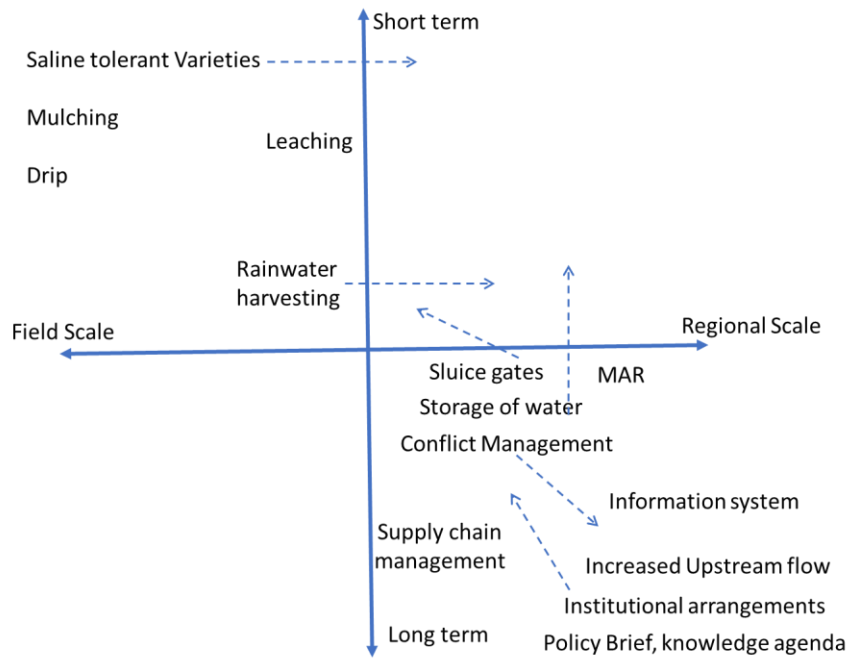 Short term
Saline tolerant Varieties
Mulching
Leaching
Drip
Rainwater
harvesting
Field Scale
Regional Scale
Sluice gates
MAR
Storage of water
Conflict Management
Information system
Supply chain
management
Increased Upstream flow
Institutional arrangements
Long term
Policy Brief, knowledge agenda